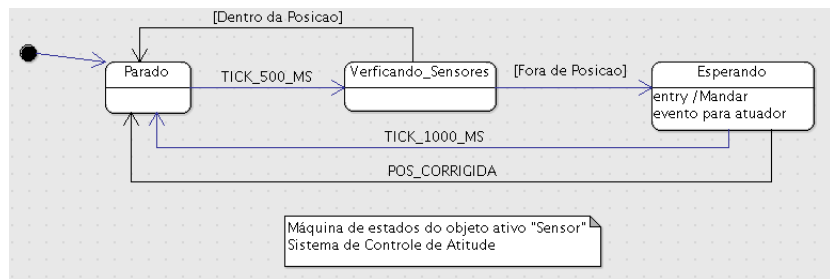 [Dentro da Posicao]
Parado
TICK_500_MS
Verficando_Sensores
[Fora de Posicao]
Esperando
entry /Mandar
evento para atuador
TICK_1000_MS
POS_CORRIGIDA
Máquina de estados do objeto ativo "Sensor"
Sistema de Controle de Atitude